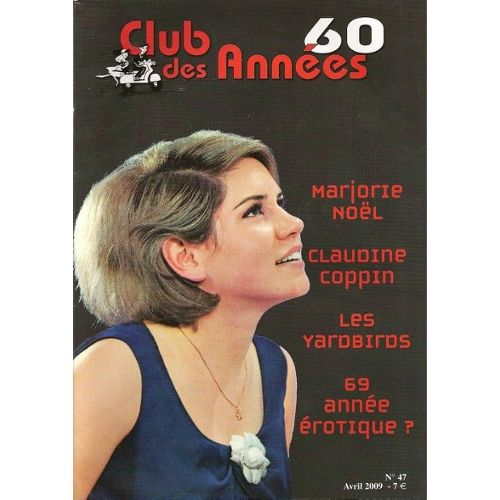 Club 60
des Années
Marjorie
Noël
Claudine
Coppin
Les
Yardbirds
69
année
érotique ?
N° 47
Avril 2009 - 7 €